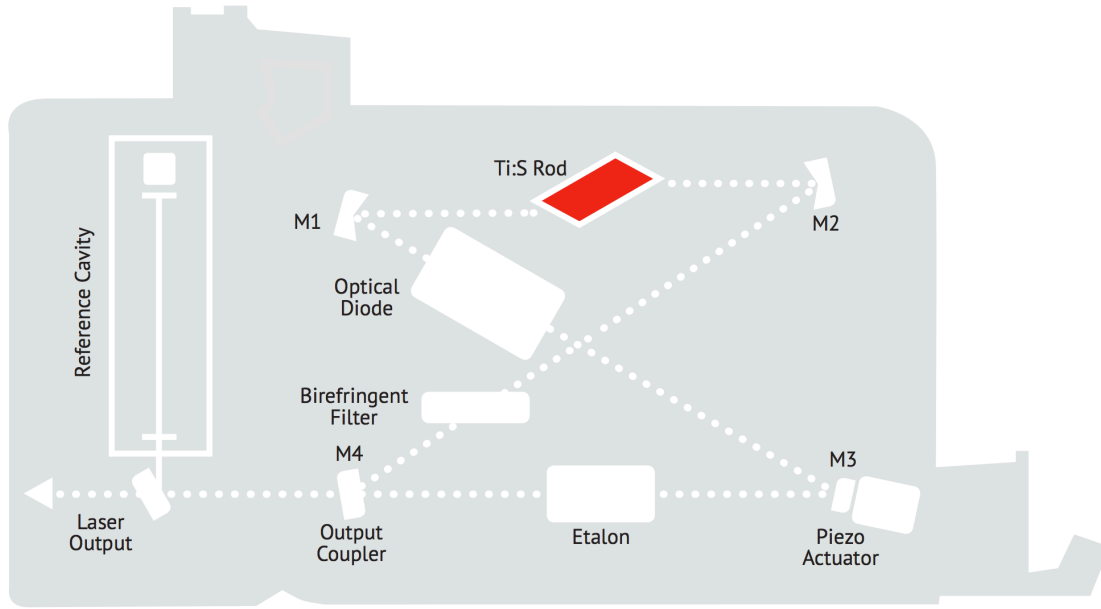 Ti:S Rod
M1
M2
Reference Cavity
Optical
Diode
Birefringent
Filter
M4
M3
Laser
Output
Output
Coupler
Etalon
Piezo
Actuator